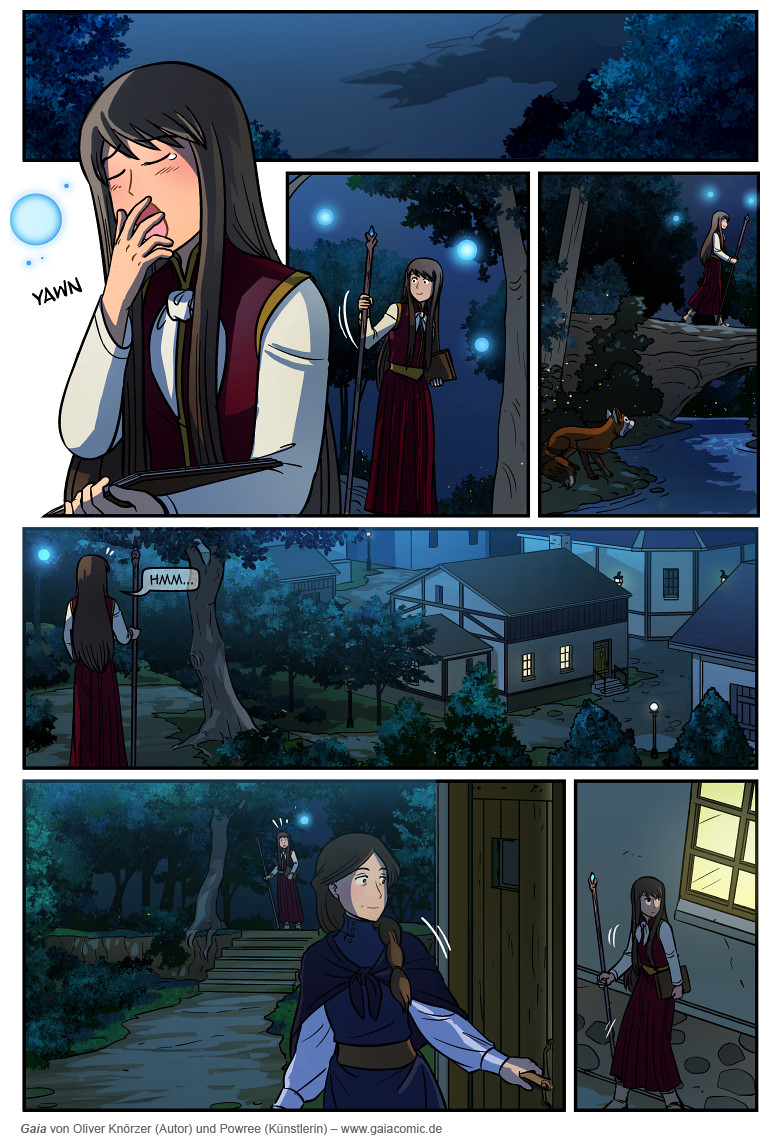 YAWN
HMM...
Gaia von Oliver Knörzer (Autor) und Powree (Künstlerin) – www.gaiacomic.de